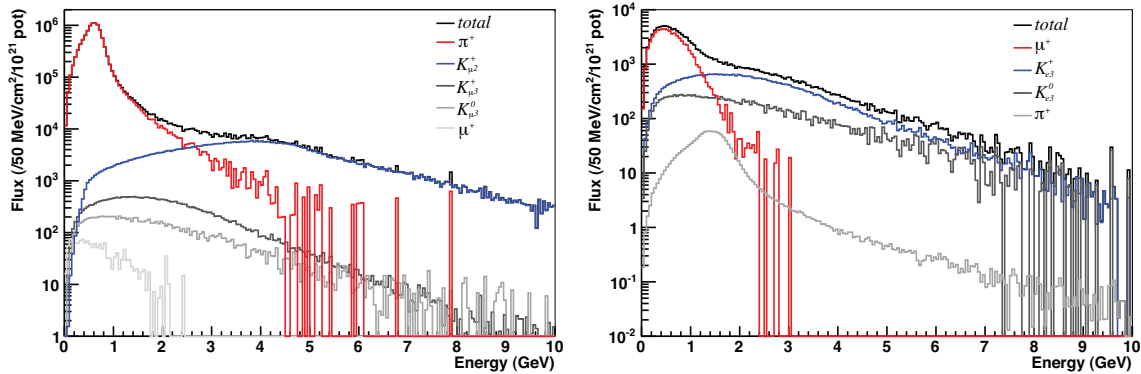 Flux (/50 MeV/cm²/10²¹ pot)
10⁶
10⁵
10⁴
10³
10²
10
1
0 1 2 3 4 5 6 7 8 9 10
Energy (GeV)
total
π⁺
K⁺μ2
K⁺μ3
K⁰μ3
μ⁺
Flux (/50 MeV/cm²/10²¹ pot)
10⁴
10³
10²
10
1
10⁻¹
10⁻²
0 1 2 3 4 5 6 7 8 9 10
Energy (GeV)
total
μ⁺
K⁺e3
K⁰e3
π⁺